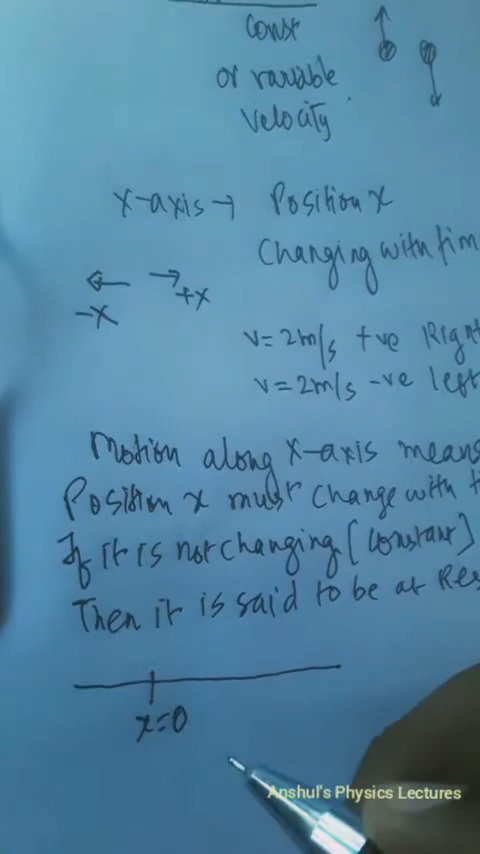 Const
or variable
velocity
x-axis → Position x
Changing with tim
-x +x
v=2m/s +ve Right
v=2m/s -ve left
Motion along x-axis means
Position x must change with t
If it is not changing [constant]
Then it is said to be at Res
x=0
Anshul's Physics Lectures